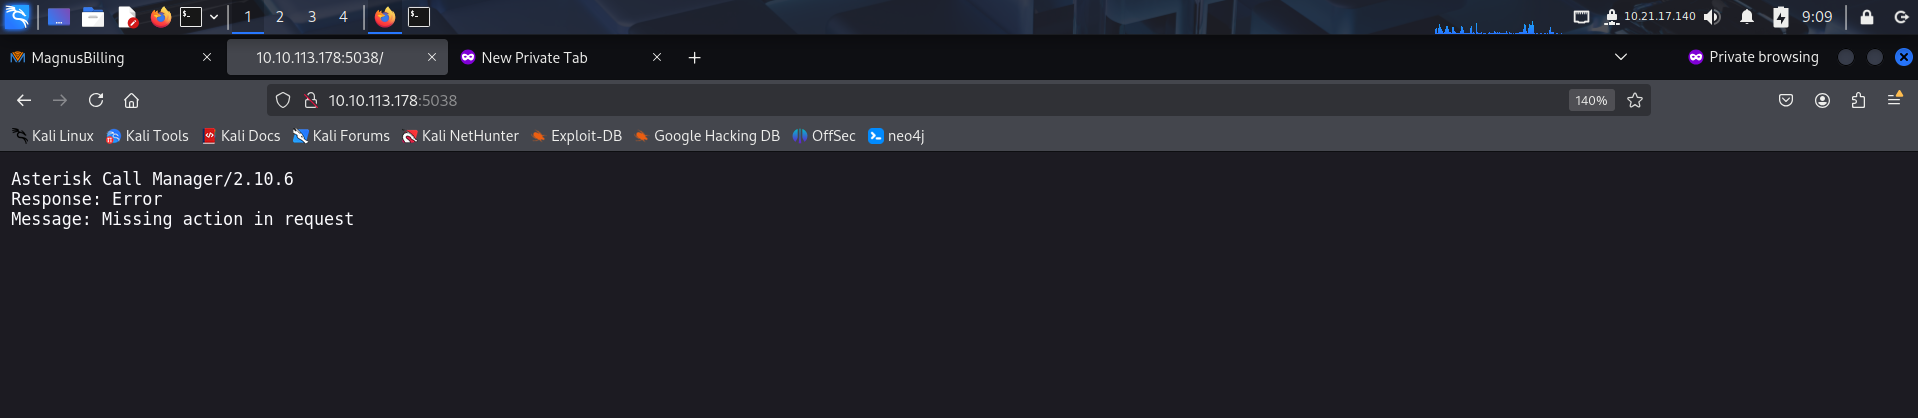 1 2 3 4 10.21.17.140 9:09
MagnusBilling 10.10.113.178:5038/ New Private Tab Private browsing
10.10.113.178:5038 140%
Kali Linux Kali Tools Kali Docs Kali Forums Kali NetHunter Exploit-DB Google Hacking DB OffSec neo4j
Asterisk Call Manager/2.10.6
Response: Error
Message: Missing action in request